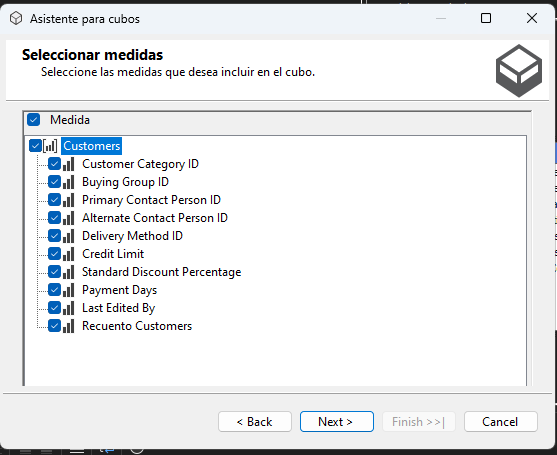 Asistente para cubos
Seleccionar medidas
Seleccione las medidas que desea incluir en el cubo.
Medida
Customers
Customer Category ID
Buying Group ID
Primary Contact Person ID
Alternate Contact Person ID
Delivery Method ID
Credit Limit
Standard Discount Percentage
Payment Days
Last Edited By
Recuento Customers
< Back
Next >
Finish >>|
Cancel